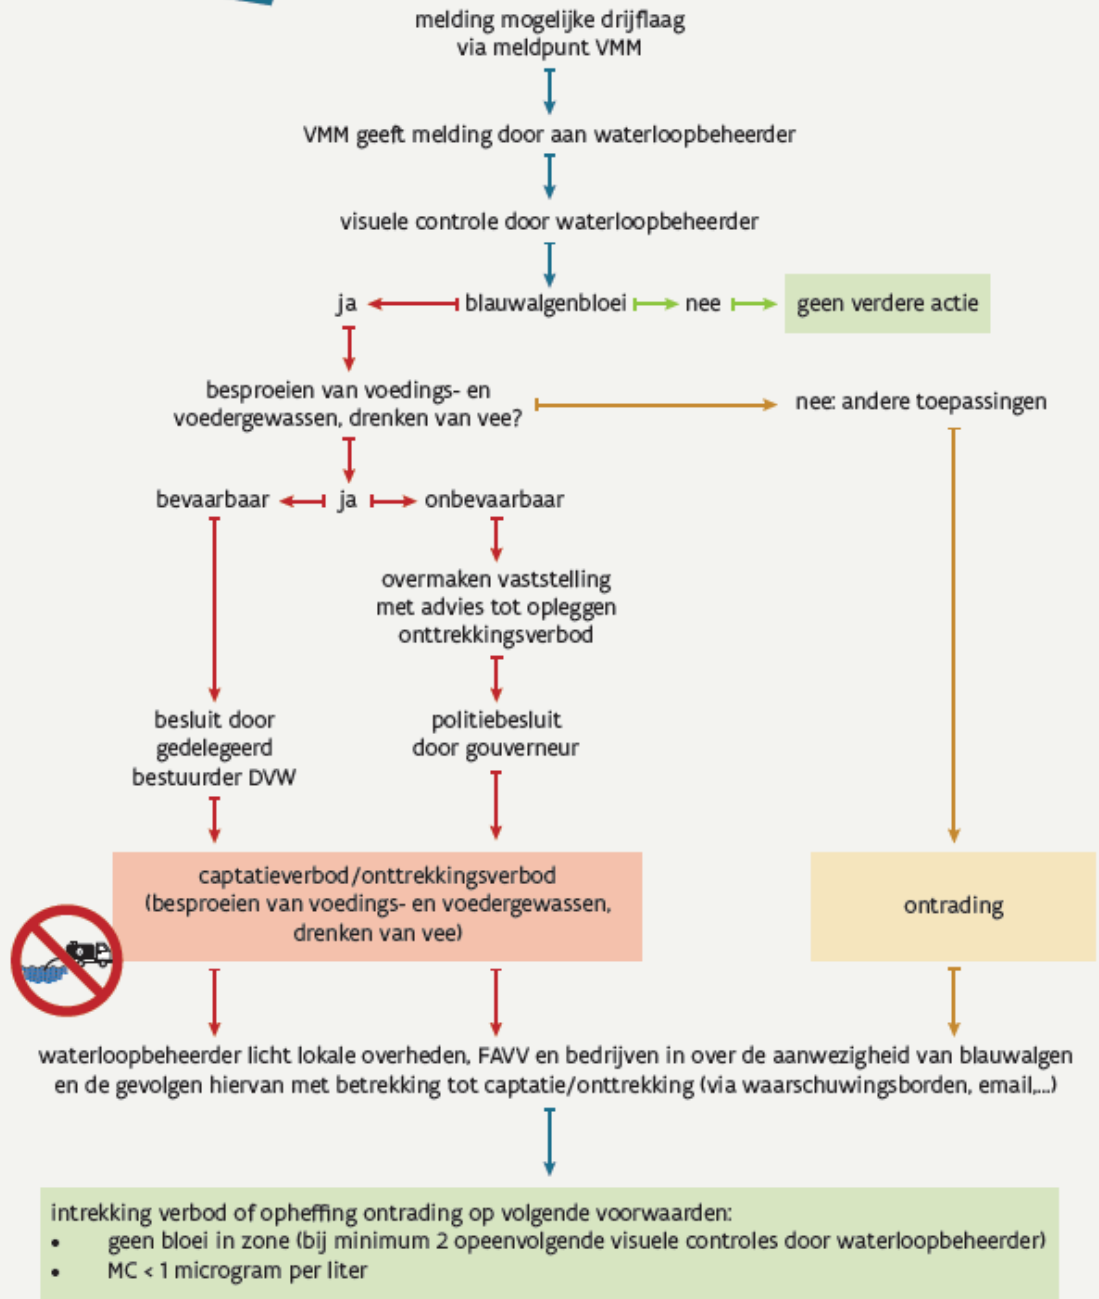 melding mogelijke drijflaag
via meldpunt VMM
VMM geeft melding door aan waterloopbeheerder
visuele controle door waterloopbeheerder
ja
blauwalgenbloei
nee
geen verdere actie
besproeien van voedings- en
voedergewassen, drenken van vee?
nee: andere toepassingen
bevaarbaar
ja
onbevaarbaar
overmaken vaststelling
met advies tot opleggen
onttrekkingsverbod
besluit door
gedelegeerd
bestuurder DVW
politiebesluit
door gouverneur
captatieverbod/onttrekkingsverbod
(besproeien van voedings- en voedergewassen,
drenken van vee)
ontrading
waterloopbeheerder licht lokale overheden, FAVV en bedrijven in over de aanwezigheid van blauwalgen
en de gevolgen hiervan met betrekking tot captatie/onttrekking (via waarschuwingsborden, email,...)
intrekking verbod of opheffing ontrading op volgende voorwaarden:
• geen bloei in zone (bij minimum 2 opeenvolgende visuele controles door waterloopbeheerder)
• MC < 1 microgram per liter